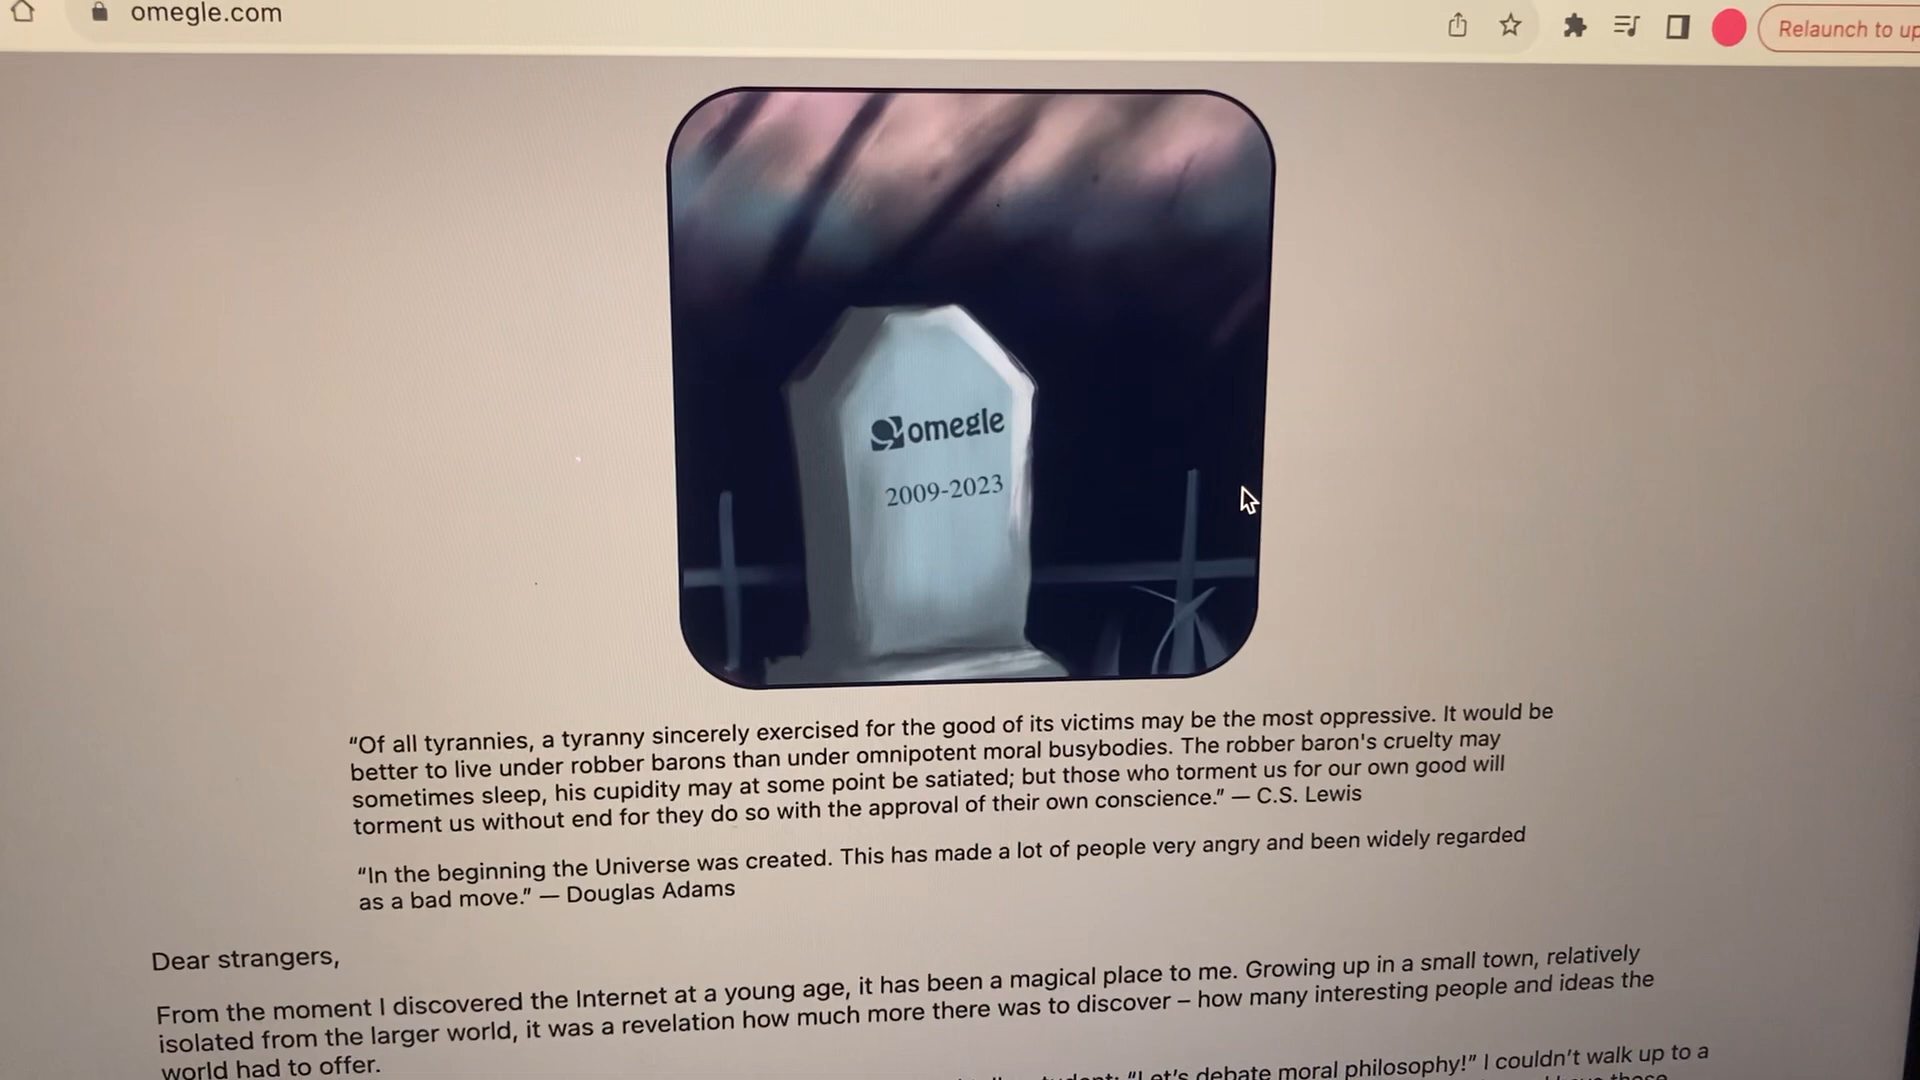 omegle.com
Relaunch to up
omegle
2009-2023
“Of all tyrannies, a tyranny sincerely exercised for the good of its victims may be the most oppressive. It would be
better to live under robber barons than under omnipotent moral busybodies. The robber baron's cruelty may
sometimes sleep, his cupidity may at some point be satiated; but those who torment us for our own good will
torment us without end for they do so with the approval of their own conscience.” — C.S. Lewis
“In the beginning the Universe was created. This has made a lot of people very angry and been widely regarded
as a bad move.” — Douglas Adams
Dear strangers,
From the moment I discovered the Internet at a young age, it has been a magical place to me. Growing up in a small town, relatively
isolated from the larger world, it was a revelation how much more there was to discover – how many interesting people and ideas the
world had to offer.
“Let’s debate moral philosophy!” I couldn’t walk up to a